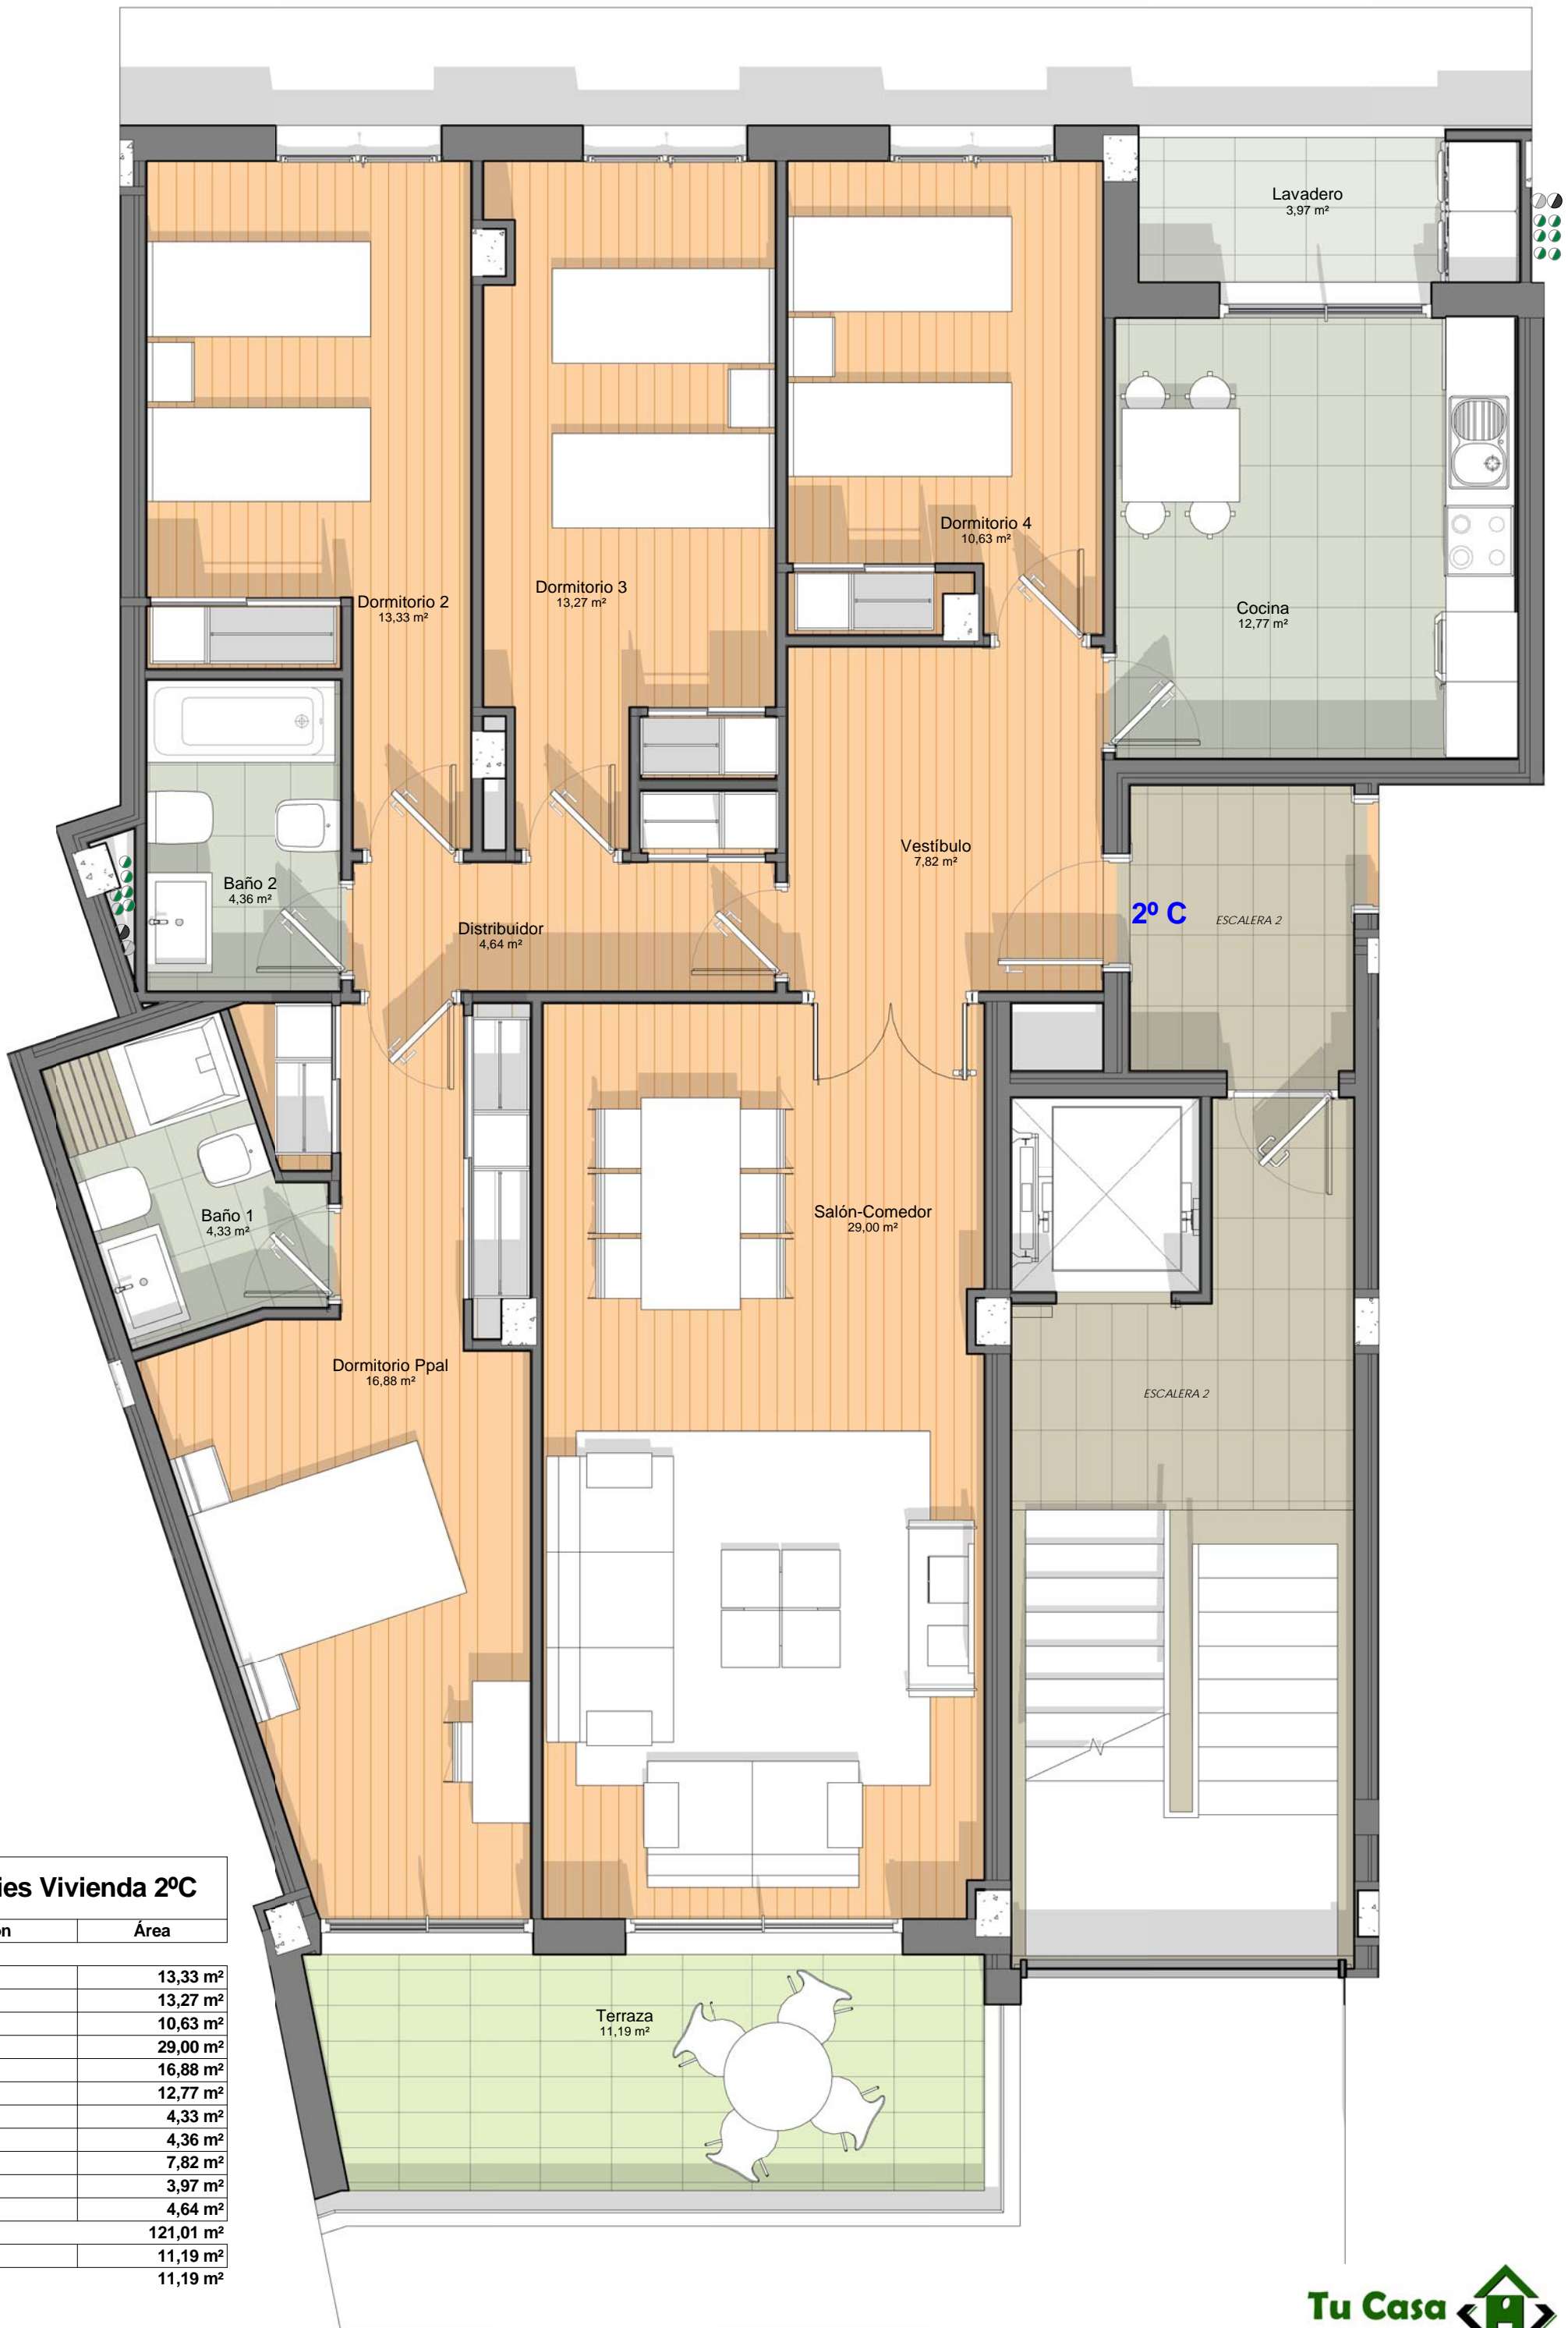 Lavadero
3,97 m²
Dormitorio 4
10,63 m²
Dormitorio 3
13,27 m²
Dormitorio 2
13,33 m²
Cocina
12,77 m²
Vestíbulo
7,82 m²
Baño 2
4,36 m²
2º C
ESCALERA 2
Distribuidor
4,64 m²
Baño 1
4,33 m²
Salón-Comedor
29,00 m²
Dormitorio Ppal
16,88 m²
ESCALERA 2
Terraza
11,19 m²
ies Vivienda 2ºC
ón Área
13,33 m²
13,27 m²
10,63 m²
29,00 m²
16,88 m²
12,77 m²
4,33 m²
4,36 m²
7,82 m²
3,97 m²
4,64 m²
121,01 m²
11,19 m²
11,19 m²
Tu Casa